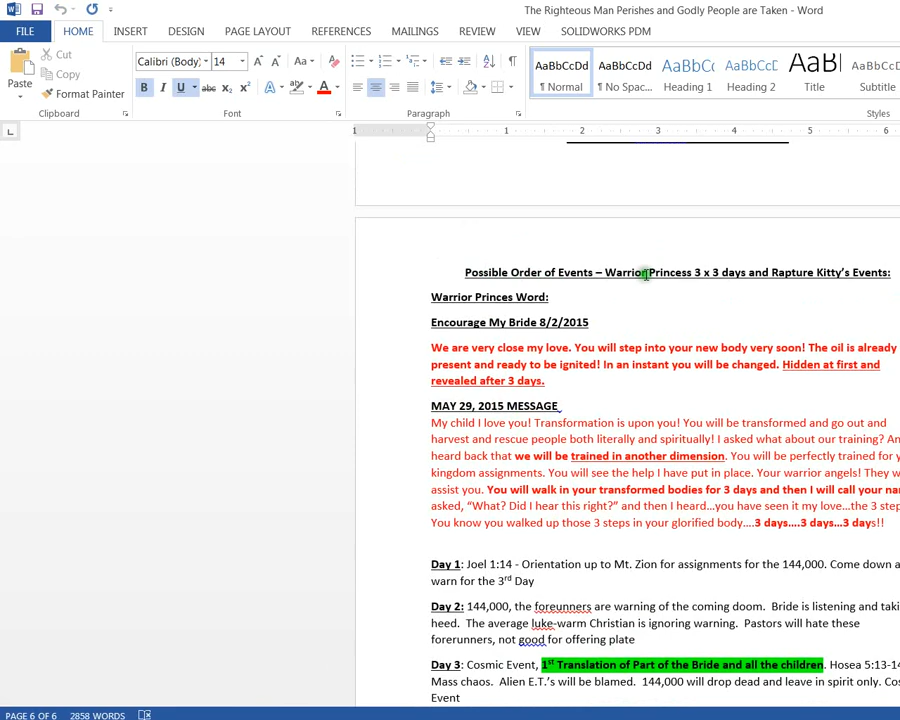 The Righteous Man Perishes and Godly People are Taken - Word
FILE HOME INSERT DESIGN PAGE LAYOUT REFERENCES MAILINGS REVIEW VIEW SOLIDWORKS PDM
Cut
Copy
Format Painter
Paste
Clipboard
Calibri (Body) 14
Aa
B I U abc x₂ x² A A
Font
Paragraph
AaBbCcDd AaBbCcDd AaBbCc AaBbCcD AaB AaBbCcD
¶ Normal ¶ No Spac... Heading 1 Heading 2 Title Subtitle
Styles
1 1 2 3 4 5 6
Possible Order of Events – Warrior Princess 3 x 3 days and Rapture Kitty’s Events:
Warrior Princes Word:
Encourage My Bride 8/2/2015
We are very close my love. You will step into your new body very soon! The oil is already
present and ready to be ignited! In an instant you will be changed. Hidden at first and
revealed after 3 days.
MAY 29, 2015 MESSAGE
My child I love you! Transformation is upon you! You will be transformed and go out and
harvest and rescue people both literally and spiritually! I asked what about our training? An
heard back that we will be trained in another dimension. You will be perfectly trained for y
kingdom assignments. You will see the help I have put in place. Your warrior angels! They w
assist you. You will walk in your transformed bodies for 3 days and then I will call your nam
asked, “What? Did I hear this right?” and then I heard...you have seen it my love...the 3 step
You know you walked up those 3 steps in your glorified body....3 days....3 days...3 days!!
Day 1: Joel 1:14 - Orientation up to Mt. Zion for assignments for the 144,000. Come down a
warn for the 3rd Day
Day 2: 144,000, the foreunners are warning of the coming doom. Bride is listening and taki
heed. The average luke-warm Christian is ignoring warning. Pastors will hate these
forerunners, not good for offering plate
Day 3: Cosmic Event, 1st Translation of Part of the Bride and all the children. Hosea 5:13-14
Mass chaos. Alien E.T.’s will be blamed. 144,000 will drop dead and leave in spirit only. Cos
Event
PAGE 6 OF 6 2858 WORDS